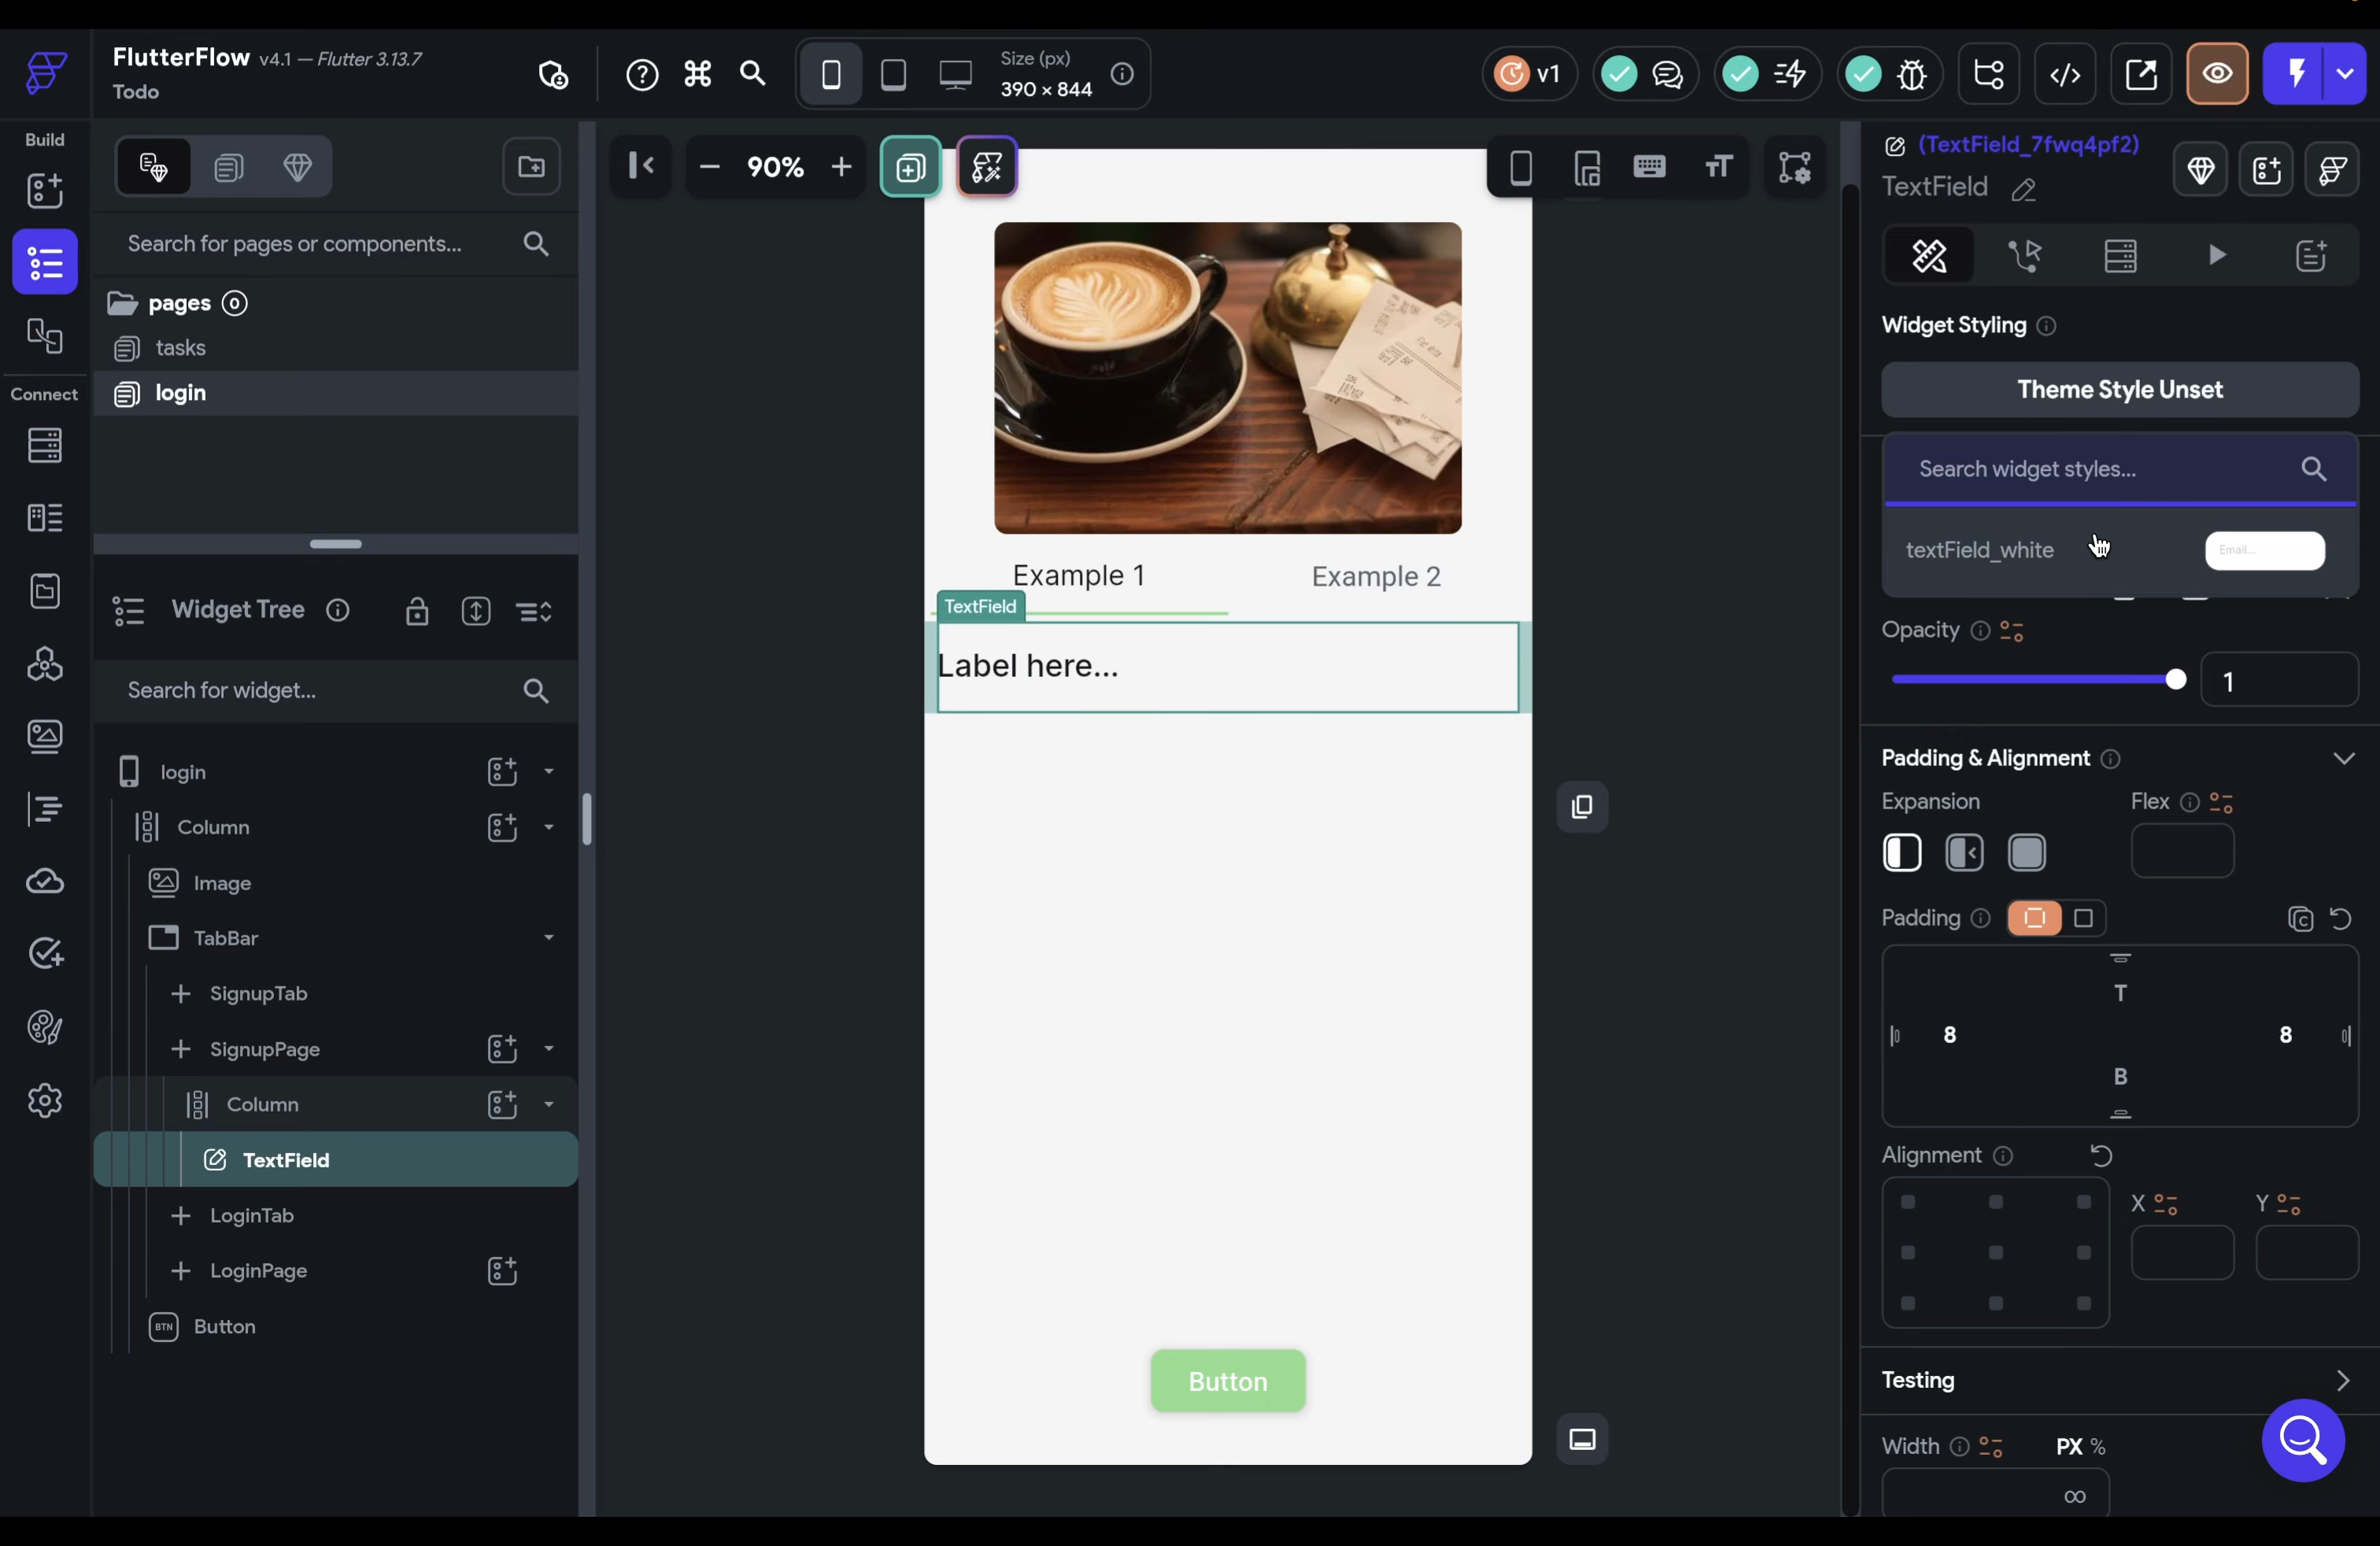 FlutterFlow v4.1 — Flutter 3.13.7
Todo
Size (px)
390 × 844
v1
Build
Connect
Search for pages or components...
pages 0
tasks
login
Widget Tree
Search for widget...
login
Column
Image
TabBar
SignupTab
SignupPage
Column
TextField
LoginTab
LoginPage
BTN Button
90%
Example 1
Example 2
TextField
Label here...
Button
(TextField_7fwq4pf2)
TextField
Widget Styling
Theme Style Unset
Search widget styles...
textField_white
Email...
Opacity
1
Padding & Alignment
Expansion
Flex
Padding
T
8
8
B
Alignment
X
Y
Testing
Width
PX %
∞